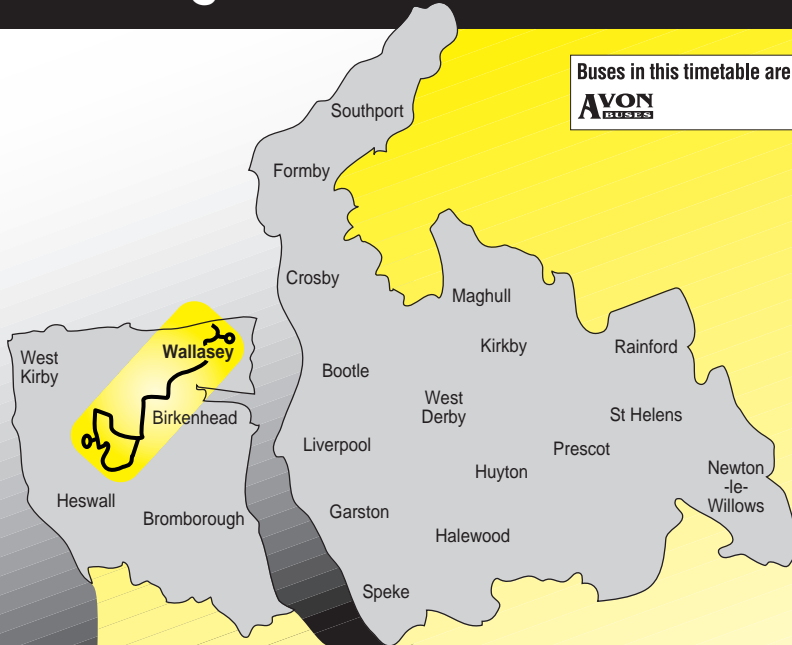 Buses in this timetable are
AVON
BUSES
Southport
Formby
Crosby
Maghull
Kirkby
Rainford
West
Kirby
Wallasey
Bootle
West
Derby
St Helens
Birkenhead
Liverpool
Prescot
Huyton
Newton
-le-
Willows
Heswall
Bromborough
Garston
Halewood
Speke